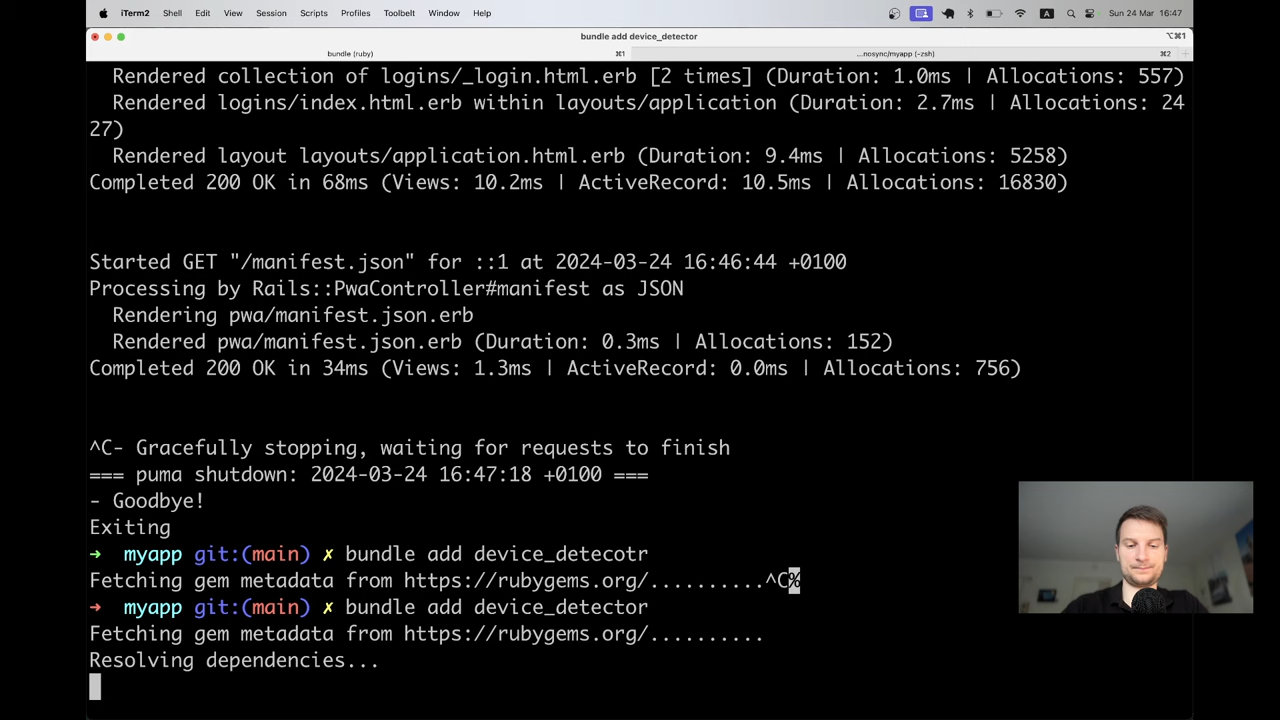 iTerm2 Shell Edit View Session Scripts Profiles Toolbelt Window Help A Sun 24 Mar 16:47
bundle add device_detector ⌥⌘1
bundle (ruby) ⌘1 ...nosync/myapp (-zsh) ⌘2
Rendered collection of logins/_login.html.erb [2 times] (Duration: 1.0ms | Allocations: 557)
Rendered logins/index.html.erb within layouts/application (Duration: 2.7ms | Allocations: 24
27)
Rendered layout layouts/application.html.erb (Duration: 9.4ms | Allocations: 5258)
Completed 200 OK in 68ms (Views: 10.2ms | ActiveRecord: 10.5ms | Allocations: 16830)
Started GET "/manifest.json" for ::1 at 2024-03-24 16:46:44 +0100
Processing by Rails::PwaController#manifest as JSON
Rendering pwa/manifest.json.erb
Rendered pwa/manifest.json.erb (Duration: 0.3ms | Allocations: 152)
Completed 200 OK in 34ms (Views: 1.3ms | ActiveRecord: 0.0ms | Allocations: 756)
^C- Gracefully stopping, waiting for requests to finish
=== puma shutdown: 2024-03-24 16:47:18 +0100 ===
- Goodbye!
Exiting
➜ myapp git:(main) ✗ bundle add device_detecotr
Fetching gem metadata from https://rubygems.org/..........^C%
➜ myapp git:(main) ✗ bundle add device_detector
Fetching gem metadata from https://rubygems.org/..........
Resolving dependencies...